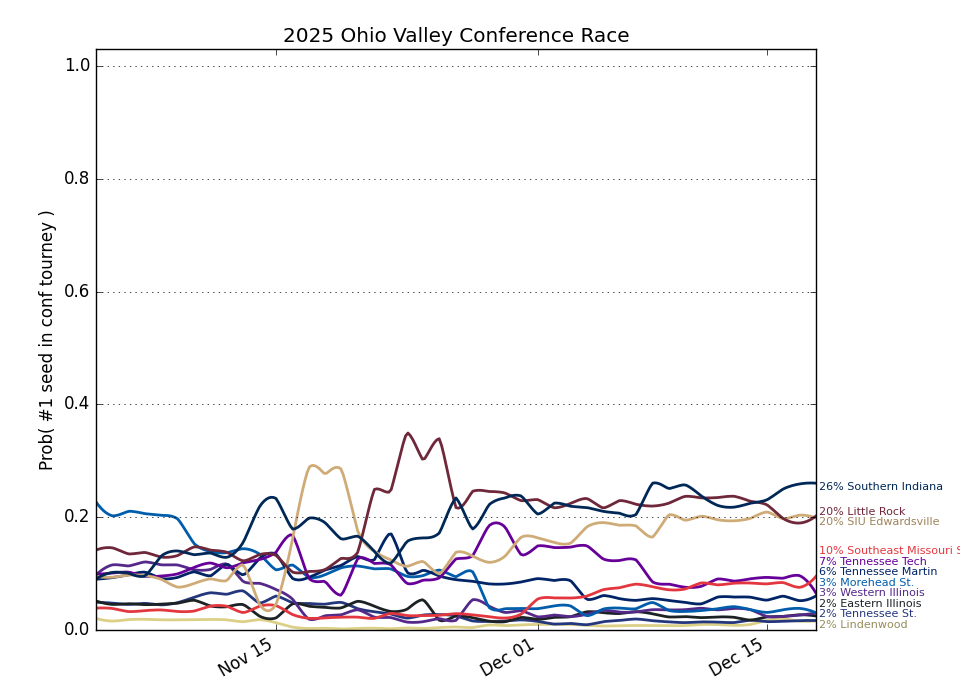 2025 Ohio Valley Conference Race
Prob( #1 seed in conf tourney )
1.0
0.8
0.6
0.4
0.2
0.0
Nov 15
Dec 01
Dec 15
26% Southern Indiana
20% Little Rock
20% SIU Edwardsville
10% Southeast Missouri S
7% Tennessee Tech
6% Tennessee Martin
3% Morehead St.
3% Western Illinois
2% Eastern Illinois
2% Tennessee St.
2% Lindenwood